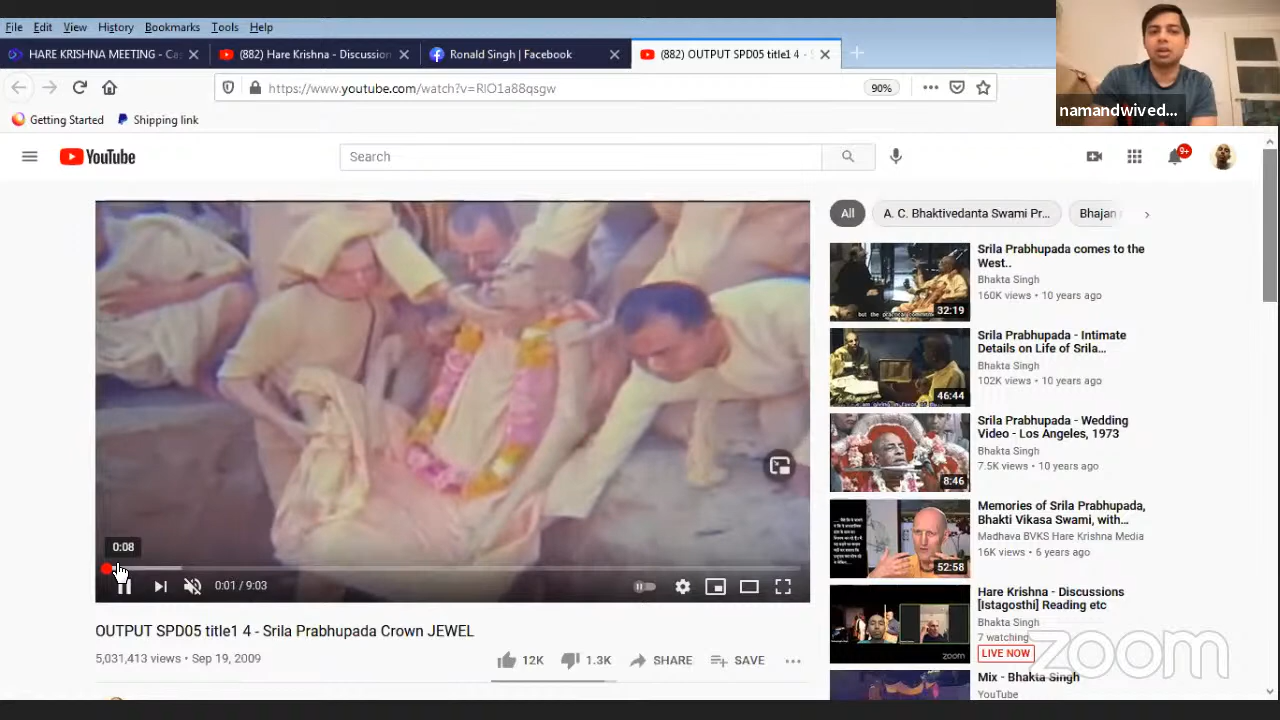 File Edit View History Bookmarks Tools Help
HARE KRISHNA MEETING - Ca
(882) Hare Krishna - Discussion
Bhakta Singh | Facebook
(882) OUTPUT SPD05 title1 4 -
https://www.youtube.com/watch?v=RlO1a88qsgw
90%
Getting Started
Shipping link
namandwived...
YouTube
Search
9+
All
A. C. Bhaktivedanta Swami Pr...
Bhajan
Srila Prabhupada comes to the
West..
Bhakta Singh
160K views • 10 years ago
but the practical
32:19
Srila Prabhupada - Intimate
Details on Life of Srila...
Bhakta Singh
102K views • 10 years ago
46:44
Srila Prabhupada - Wedding
Video - Los Angeles, 1973
Bhakta Singh
7.5K views • 10 years ago
8:46
Memories of Srila Prabhupada,
Bhakti Vikasa Swami, with...
Madhava BVKS Hare Krishna Media
16K views • 6 years ago
52:58
Hare Krishna - Discussions
[Istagosthi] Reading etc
Bhakta Singh
7 watching
LIVE NOW
zoom
Mix - Bhakta Singh
YouTube
0:08
0:01 / 9:03
OUTPUT SPD05 title1 4 - Srila Prabhupada Crown JEWEL
5,031,413 views • Sep 19, 2009
12K
1.3K
SHARE
SAVE
zoom